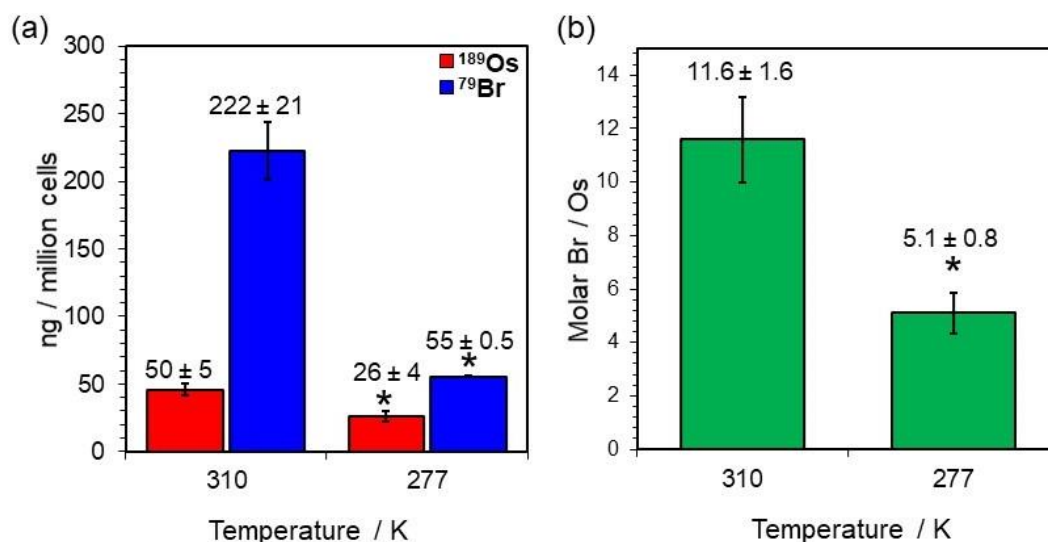 (a)
300
250
200
150
100
50
0
ng / million cells
¹⁸⁹Os
⁷⁹Br
222 ± 21
50 ± 5
26 ± 4
*
55 ± 0.5
*
310
277
Temperature / K
(b)
14
12
10
8
6
4
2
0
Molar Br / Os
11.6 ± 1.6
5.1 ± 0.8
*
310
277
Temperature / K